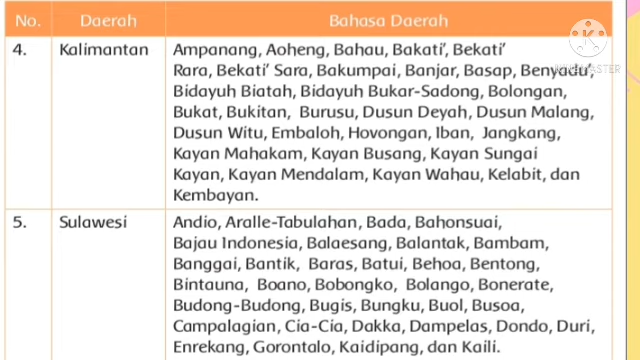 No. Daerah Bahasa Daerah
4. Kalimantan Ampanang, Aoheng, Bahau, Bakati’, Bekati’
Rara, Bekati’ Sara, Bakumpai, Banjar, Basap, Benyadu’,
Bidayuh Biatah, Bidayuh Bukar-Sadong, Bolongan,
Bukat, Bukitan, Burusu, Dusun Deyah, Dusun Malang,
Dusun Witu, Embaloh, Hovongan, Iban, Jangkang,
Kayan Mahakam, Kayan Busang, Kayan Sungai
Kayan, Kayan Mendalam, Kayan Wahau, Kelabit, dan
Kembayan.
5. Sulawesi Andio, Aralle-Tabulahan, Bada, Bahonsuai,
Bajau Indonesia, Balaesang, Balantak, Bambam,
Banggai, Bantik, Baras, Batui, Behoa, Bentong,
Bintauna, Boano, Bobongko, Bolango, Bonerate,
Budong-Budong, Bugis, Bungku, Buol, Busoa,
Campalagian, Cia-Cia, Dakka, Dampelas, Dondo, Duri,
Enrekang, Gorontalo, Kaidipang, dan Kaili.